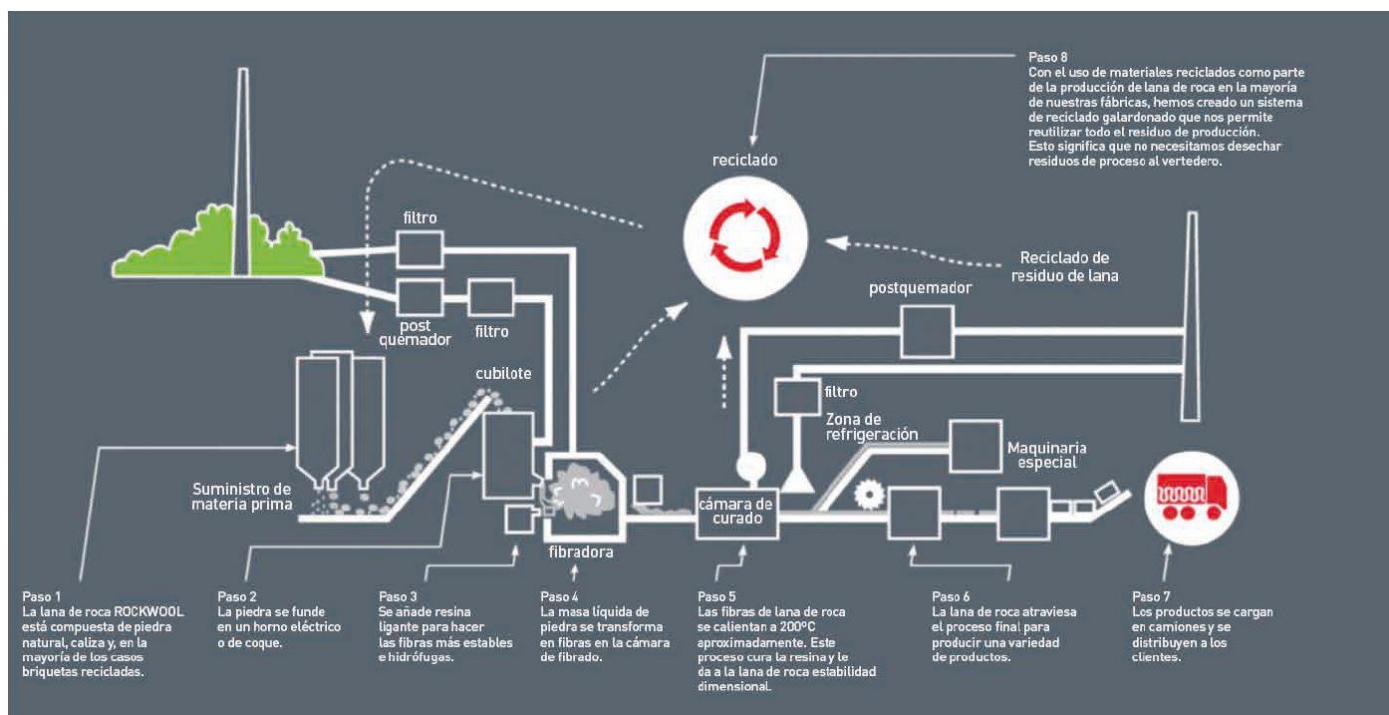 Paso 8
Con el uso de materiales reciclados como parte
de la producción de lana de roca en la mayoría
de nuestras fábricas, hemos creado un sistema
de reciclado galardonado que nos permite
reutilizar todo el residuo de producción.
Esto significa que no necesitamos desechar
residuos de proceso al vertedero.
reciclado
filtro
Reciclado de
residuo de lana
postquemador
post
quemador
filtro
cubilote
filtro
Zona de
refrigeración
Maquinaria
especial
Suministro de
materia prima
cámara de
curado
fibradora
Paso 1
La lana de roca ROCKWOOL
está compuesta de piedra
natural, caliza y, en la
mayoría de los casos
briquetas recicladas.
Paso 2
La piedra se funde
en un horno eléctrico
o de coque.
Paso 3
Se añade resina
ligante para hacer
las fibras más estables
e hidrófugas.
Paso 4
La masa líquida de
piedra se transforma
en fibras en la cámara
de fibrado.
Paso 5
Las fibras de lana de roca
se calientan a 200ºC
aproximadamente. Este
proceso cura la resina y le
da a la lana de roca estabilidad
dimensional.
Paso 6
La lana de roca atraviesa
el proceso final para
producir una variedad
de productos.
Paso 7
Los productos se cargan
en camiones y se
distribuyen a los
clientes.